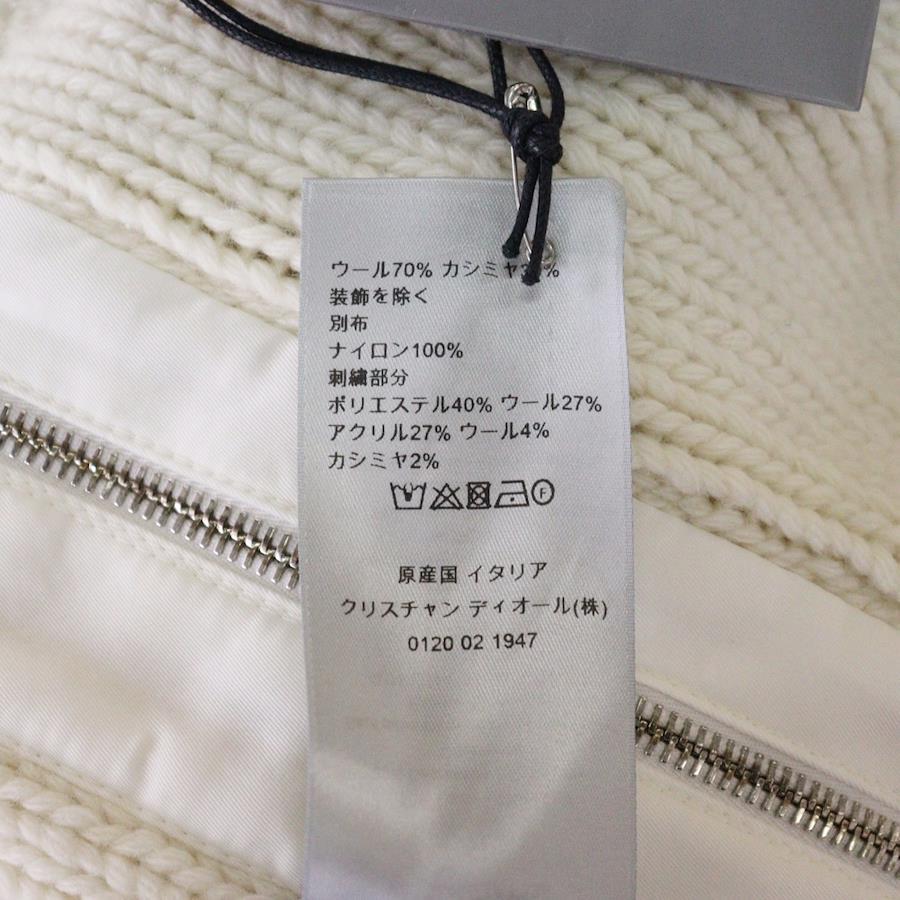 ウール70% カシミヤ
装飾を除く
別布
ナイロン100%
刺繍部分
ポリエステル40% ウール27%
アクリル27% ウール4%
カシミヤ2%
F
原産国 イタリア
クリスチャン ディオール(株)
0120 02 1947